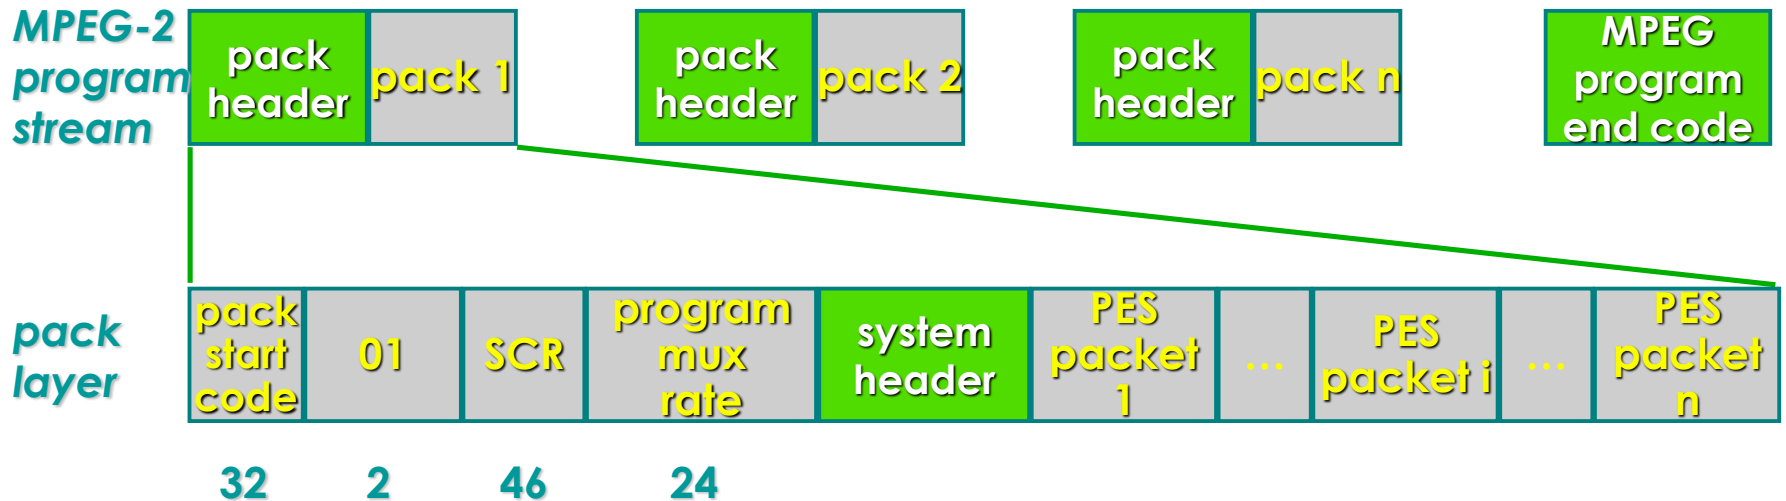 MPEG-2
program
stream
pack
header
pack 1
pack
header
pack 2
pack
header
pack n
MPEG
program
end code
pack
layer
pack
start
code
01
SCR
program
mux
rate
system
header
PES
packet
1
...
PES
packet i
...
PES
packet
n
32
2
46
24